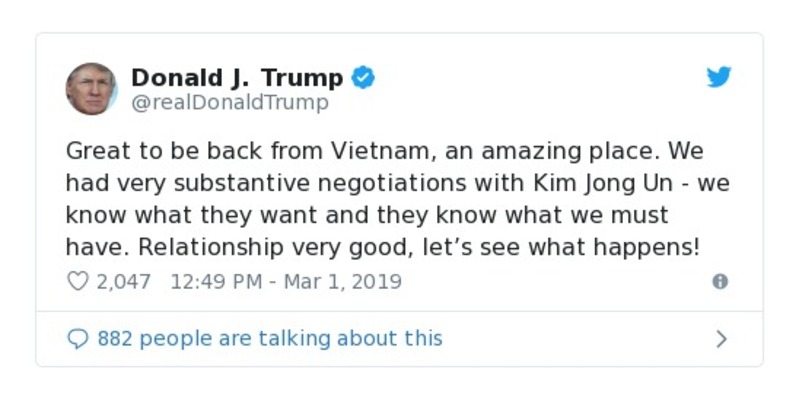 Donald J. Trump
@realDonaldTrump
Great to be back from Vietnam, an amazing place. We
had very substantive negotiations with Kim Jong Un - we
know what they want and they know what we must
have. Relationship very good, let’s see what happens!
2,047 12:49 PM - Mar 1, 2019
882 people are talking about this